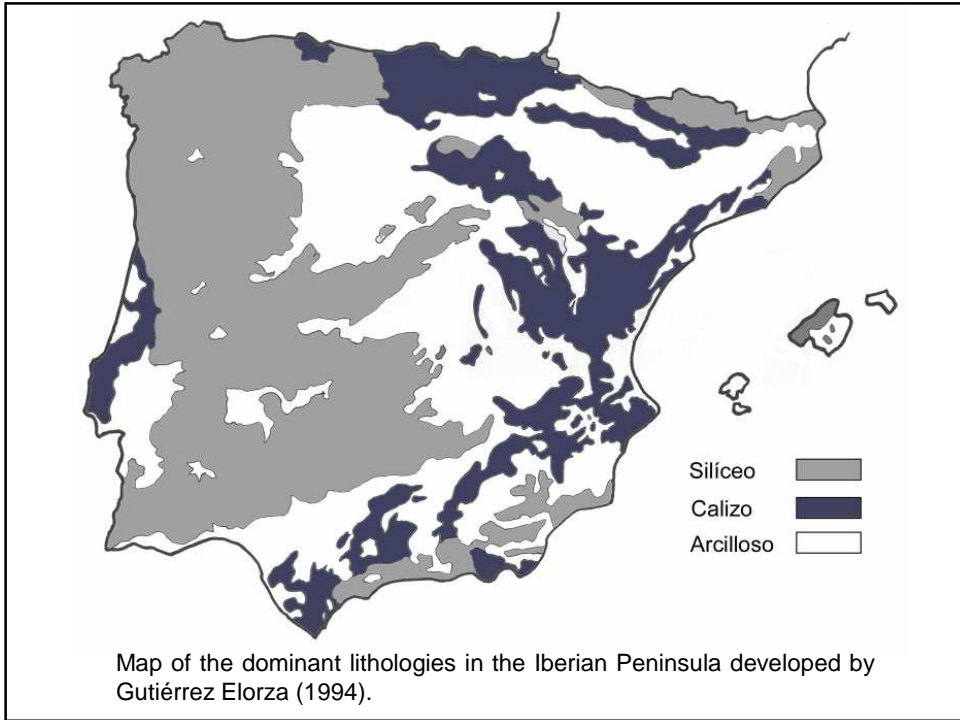 Silíceo
Calizo
Arcilloso
Map of the dominant lithologies in the Iberian Peninsula developed by
Gutiérrez Elorza (1994).